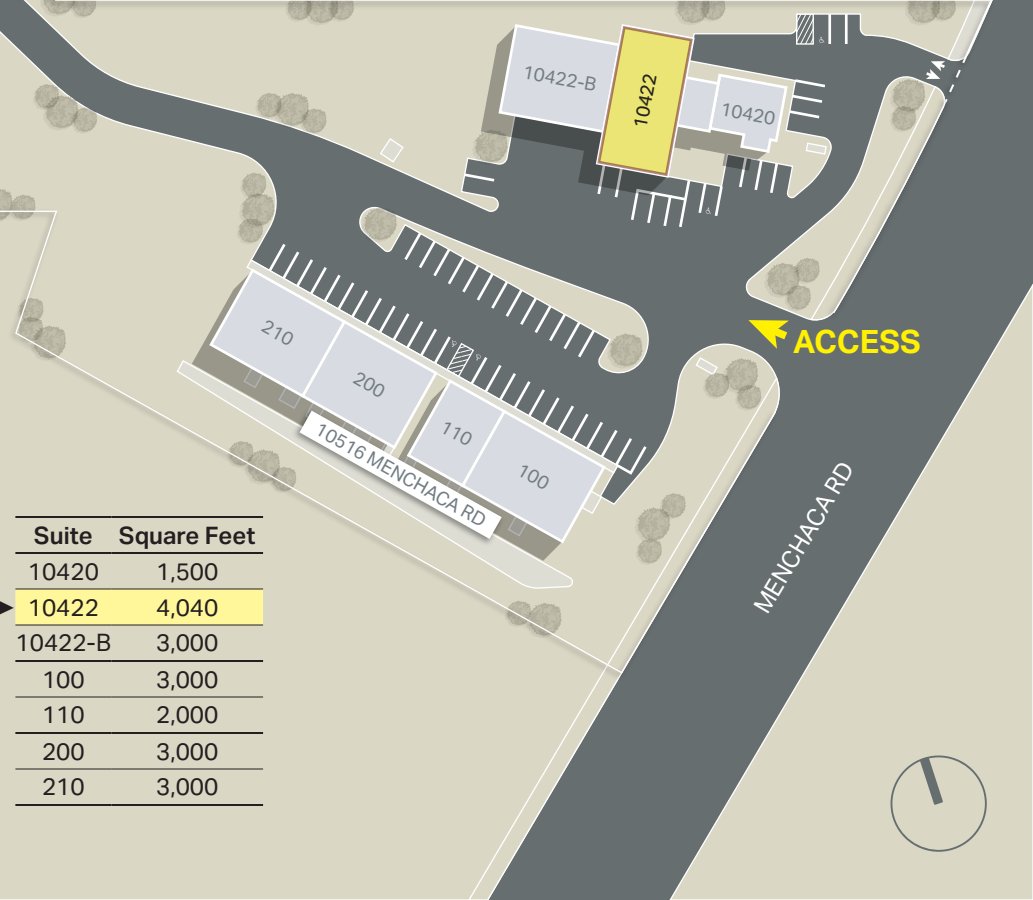 10422-B
10422
10420
ACCESS
210
200
110
100
10516 MENCHACA RD
MENCHACA RD
Suite Square Feet
10420 1,500
10422 4,040
10422-B 3,000
100 3,000
110 2,000
200 3,000
210 3,000